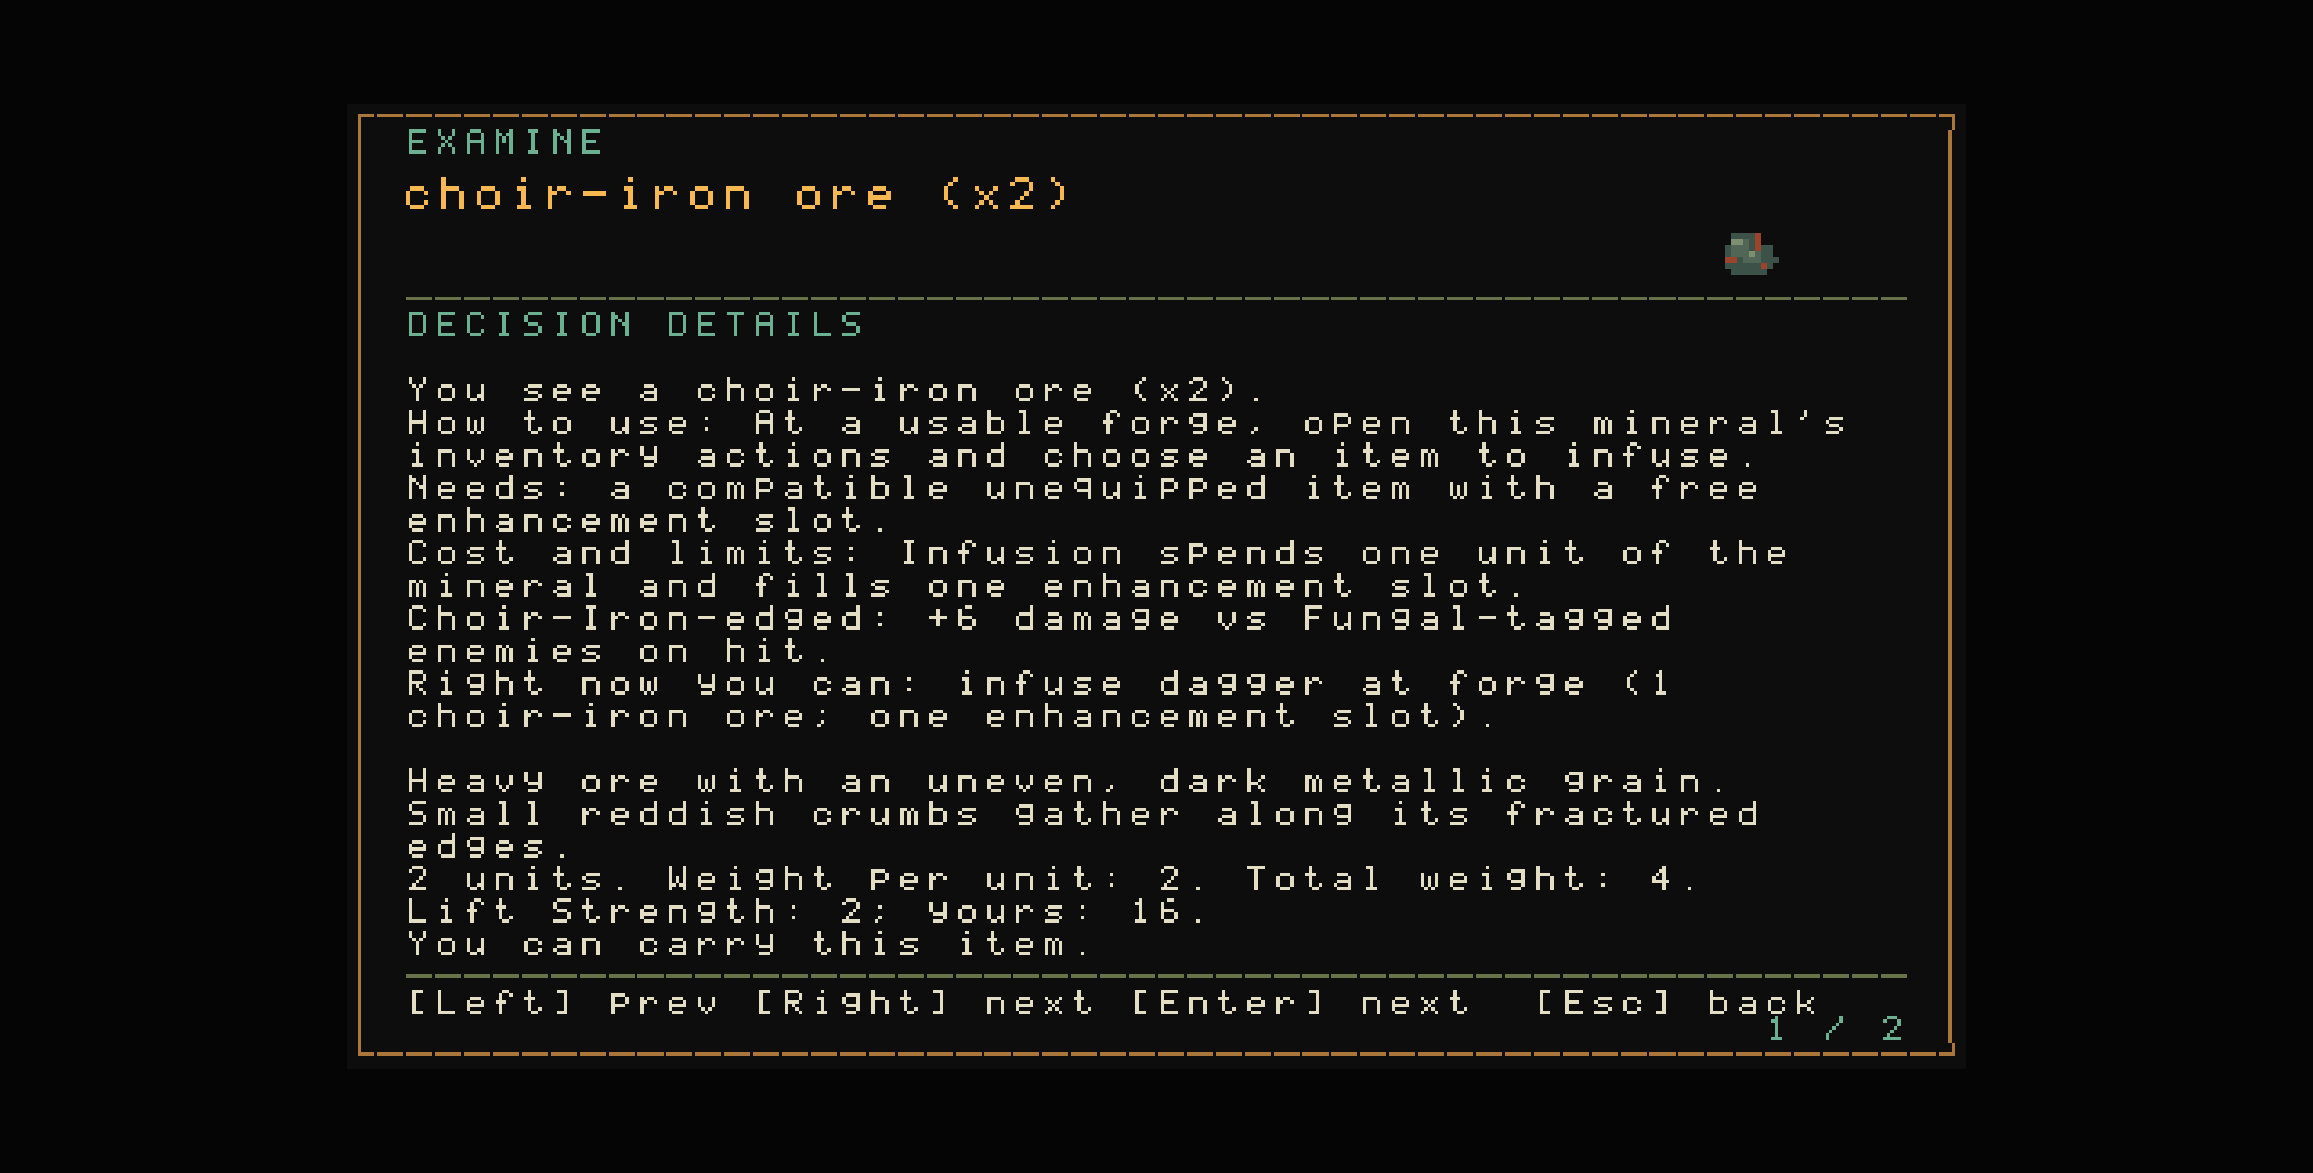 EXAMINE
choir-iron ore (x2)
DECISION DETAILS
You see a choir-iron ore (x2).
How to use: At a usable forge, open this mineral's
inventory actions and choose an item to infuse.
Needs: a compatible unequipped item with a free
enhancement slot.
Cost and limits: Infusion spends one unit of the
mineral and fills one enhancement slot.
Choir-Iron-edged: +6 damage vs Fungal-tagged
enemies on hit.
Right now you can: infuse dagger at forge (1
choir-iron ore; one enhancement slot).
Heavy ore with an uneven, dark metallic grain.
Small reddish crumbs gather along its fractured
edges.
2 units. Weight per unit: 2. Total weight: 4.
Lift Strength: 2; yours: 16.
You can carry this item.
[Left] prev [Right] next [Enter] next [Esc] back
1 / 2